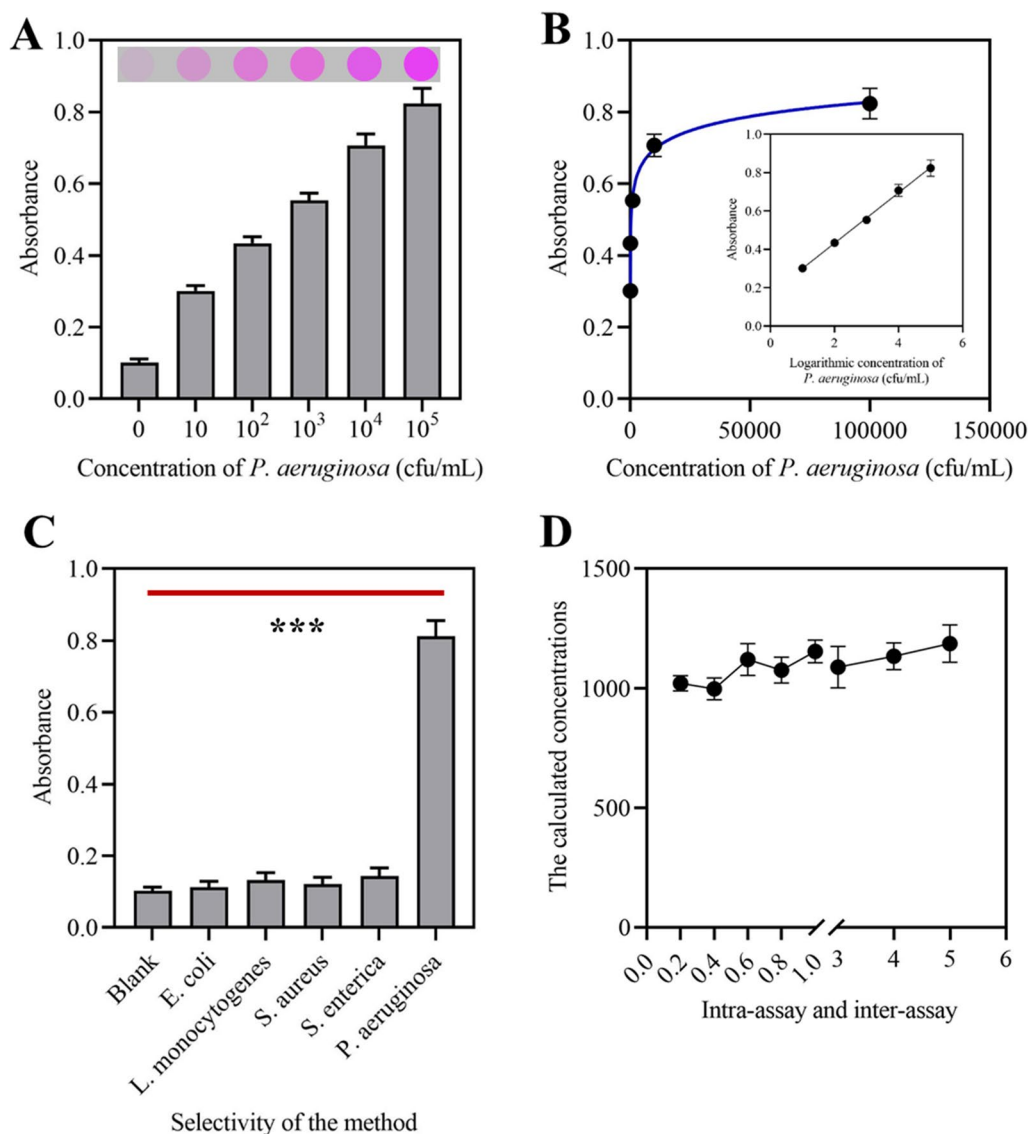 A
1.0
0.8
0.6
0.4
0.2
0.0
Absorbance
0
10
10²
10³
10⁴
10⁵
Concentration of P. aeruginosa (cfu/mL)
B
1.0
0.8
0.6
0.4
0.2
0.0
Absorbance
0
50000
100000
150000
Concentration of P. aeruginosa (cfu/mL)
1.0
0.8
0.6
0.4
0.2
0.0
Absorbance
0
2
4
6
Logarithmic concentration of
P. aeruginosa (cfu/mL)
C
1.0
0.8
0.6
0.4
0.2
0.0
Absorbance
***
Blank
E. coli
L. monocytogenes
S. aureus
S. enterica
P. aeruginosa
Selectivity of the method
D
1500
1000
500
0
The calculated concentrations
0.0
0.2
0.4
0.6
0.8
1.0
3
4
5
6
Intra-assay and inter-assay